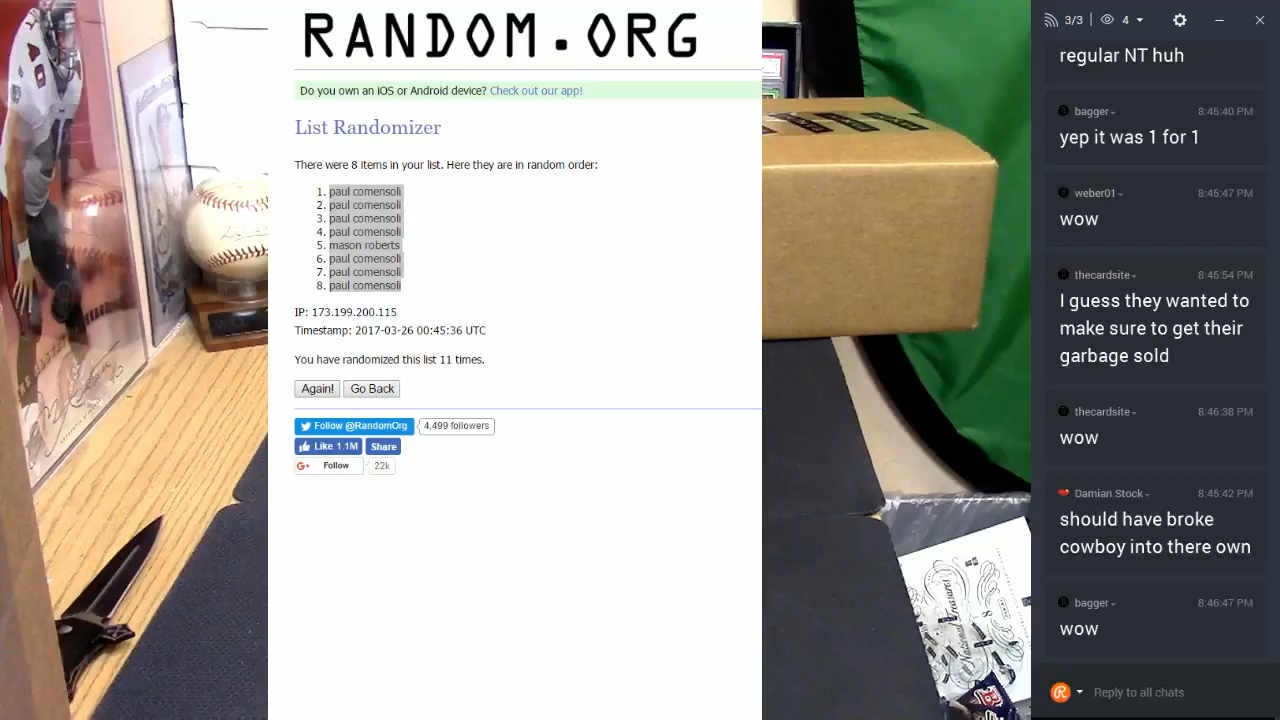 RANDOM.ORG
Do you own an iOS or Android device? Check out our app!
List Randomizer
There were 8 items in your list. Here they are in random order:
1. paul comensoli
2. paul comensoli
3. paul comensoli
4. paul comensoli
5. mason roberts
6. paul comensoli
7. paul comensoli
8. paul comensoli
IP: 173.199.200.115
Timestamp: 2017-03-26 00:45:36 UTC
You have randomized this list 11 times.
Again! Go Back
Follow @RandomOrg 4,499 followers
Like 1.1M Share
Follow 22k
National Treasures
3/3 4
regular NT huh
bagger 8:45:40 PM
yep it was 1 for 1
weber01 8:45:47 PM
wow
thecardsite 8:45:54 PM
I guess they wanted to
make sure to get their
garbage sold
thecardsite 8:46:38 PM
wow
Damian Stock 8:45:42 PM
should have broke
cowboy into there own
bagger 8:46:47 PM
wow
Reply to all chats